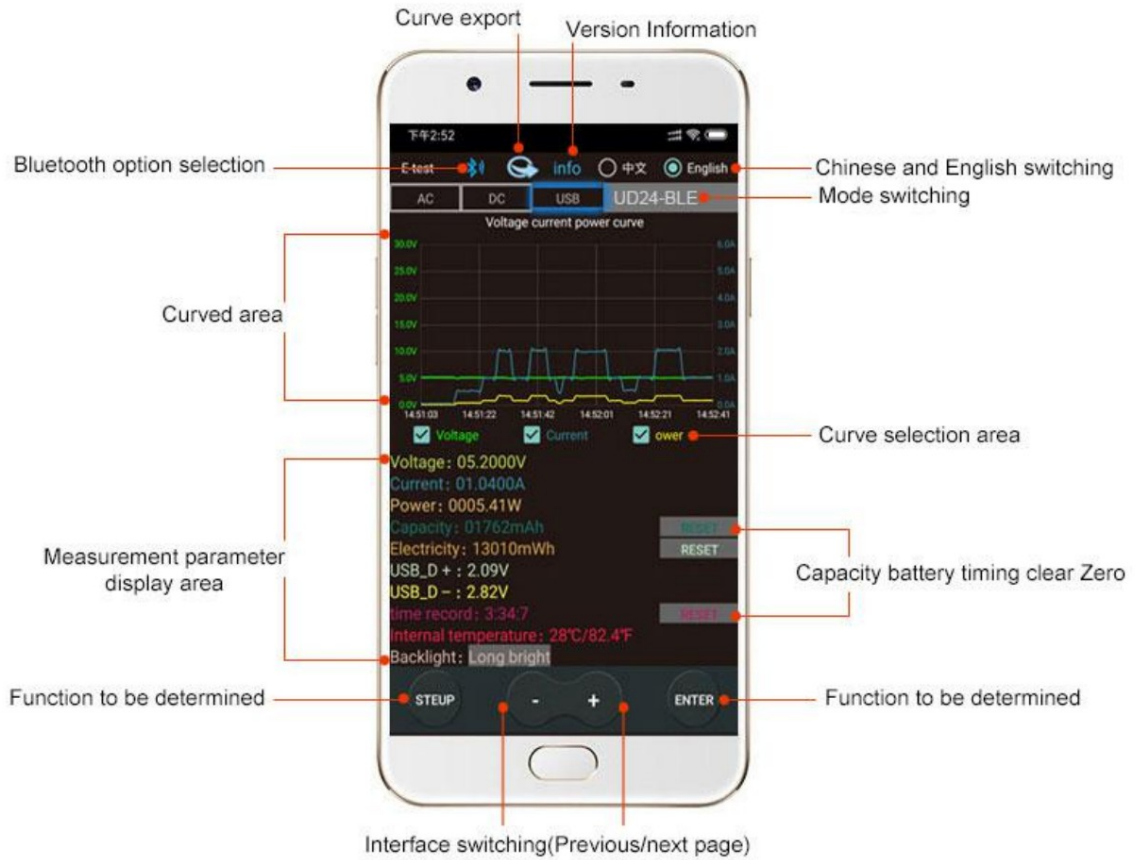 Curve export
Version Information
下午2:52
Bluetooth option selection
E-test
info
中文
English
Chinese and English switching
AC
DC
USB
UD24-BLE
Mode switching
Voltage current power curve
30.0V
6.0A
25.0V
5.0A
20.0V
4.0A
Curved area
15.0V
3.0A
10.0V
2.0A
5.0V
1.0A
0.0V
0.0A
14:51:03 14:51:22 14:51:42 14:52:01 14:52:21 14:52:41
Voltage
Current
ower
Curve selection area
Voltage: 05.2000V
Current: 01.0400A
Power: 0005.41W
Capacity: 01762mAh
RESET
Electricity: 13010mWh
RESET
Measurement parameter
display area
USB_D+: 2.09V
USB_D-: 2.82V
Capacity battery timing clear Zero
time record: 3:34:7
RESET
Internal temperature: 28℃/82.4℉
Backlight: Long bright
Function to be determined
STEUP
-
+
ENTER
Function to be determined
Interface switching(Previous/next page)